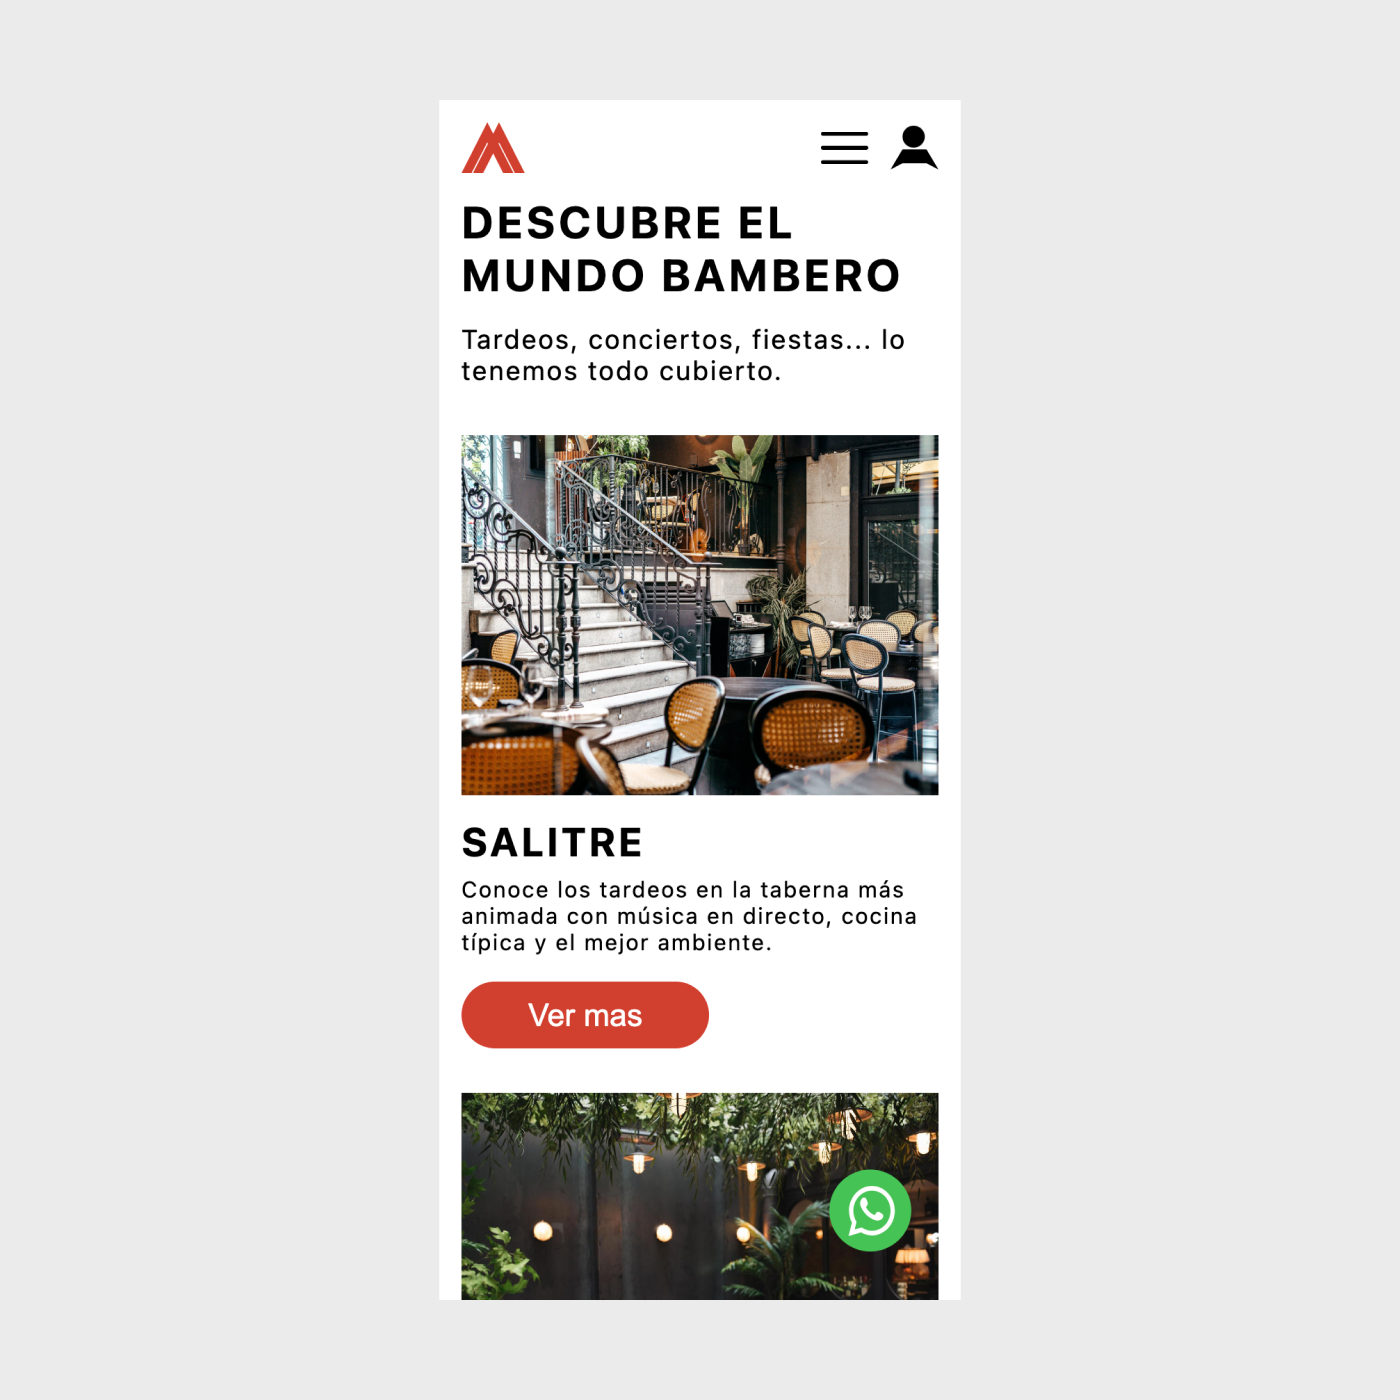 DESCUBRE EL
MUNDO BAMBERO
Tardeos, conciertos, fiestas... lo
tenemos todo cubierto.
SALITRE
Conoce los tardeos en la taberna más
animada con música en directo, cocina
típica y el mejor ambiente.
Ver mas